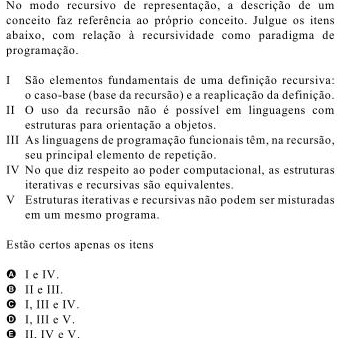 No modo recursivo de representação, a descrição de um
conceito faz referência ao próprio conceito. Julgue os itens
abaixo, com relação à recursividade como paradigma de
programação.
I São elementos fundamentais de uma definição recursiva:
o caso-base (base da recursão) e a reaplicação da definição.
II O uso da recursão não é possível em linguagens com
estruturas para orientação a objetos.
III As linguagens de programação funcionais têm, na recursão,
seu principal elemento de repetição.
IV No que diz respeito ao poder computacional, as estruturas
iterativas e recursivas são equivalentes.
V Estruturas iterativas e recursivas não podem ser misturadas
em um mesmo programa.
Estão certos apenas os itens
A I e IV.
B II e III.
C I, III e IV.
D I, III e V.
E II, IV e V.